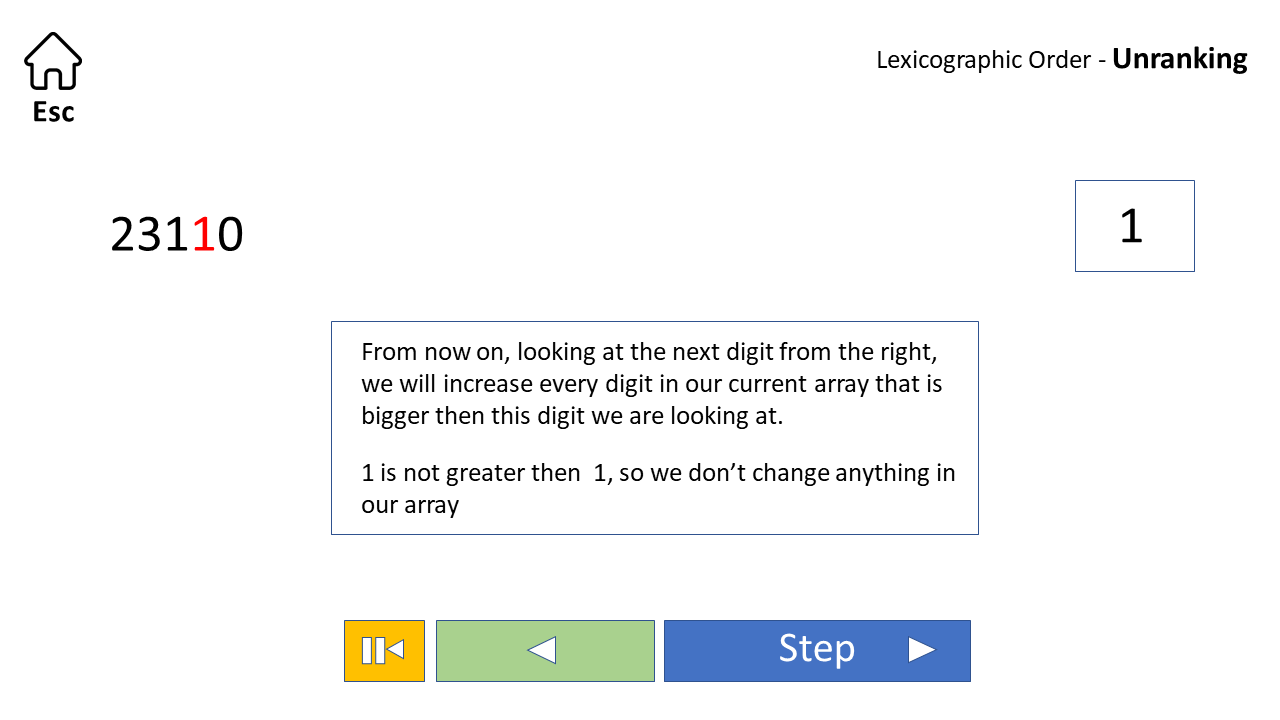 Lexicographic Order - Unranking
Esc
23110
1
From now on, looking at the next digit from the right,
we will increase every digit in our current array that is
bigger then this digit we are looking at.
1 is not greater then  1, so we don’t change anything in
our array
Step